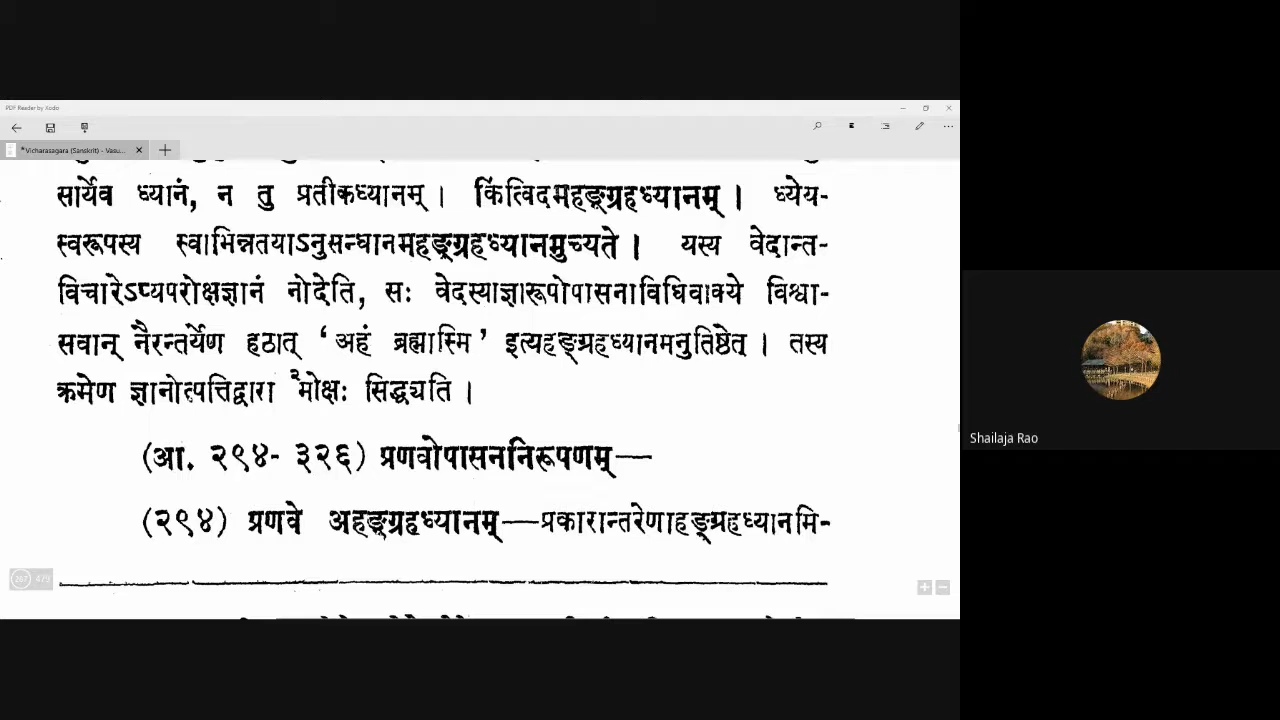 PDF Reader by Xodo
*Vicharasagara (Sanskrit) - Vasu...
सार्येव ध्यानं, न तु प्रतीकध्यानम् । किंत्विदमहङ्ग्रहध्यानम् । ध्येय-
स्वरूपस्य स्वाभिन्नतयाऽनुसन्धानमहङ्ग्रहध्यानमुच्यते । यस्य वेदान्त-
विचारेऽप्यपरोक्षज्ञानं नोदेति, सः वेदस्याज्ञारूपोपासनाविधिवाक्ये विश्वा-
सवान् नैरन्तर्येण हठात् ‘ अहं ब्रह्मास्मि ’ इत्यहङ्ग्रहध्यानमनुतिष्ठेत् । तस्य
क्रमेण ज्ञानोत्पत्तिद्वारा २मोक्षः सिद्ध्यति ।
(आ. २९४- ३२६) प्रणवोपासननिरूपणम्—
(२९४) प्रणवे अहङ्ग्रहध्यानम्—प्रकारान्तरेणाहङ्ग्रहध्यानमि-
267 479
Shailaja Rao